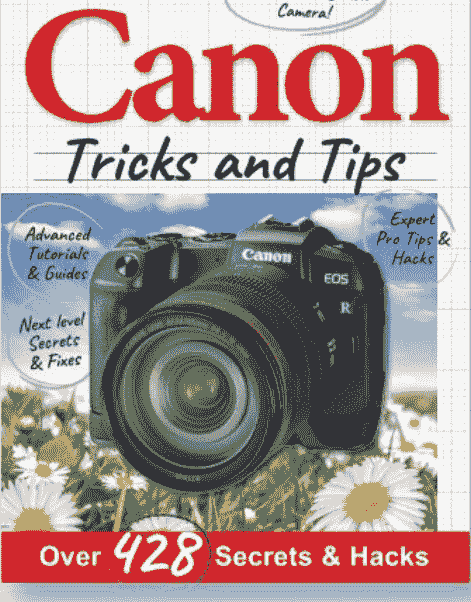 Camera!
Canon
Tricks and Tips
Advanced
Tutorials
& Guides
Expert
Pro Tips &
Hacks
Canon
EOS
R
Next level
Secrets
& Fixes
Over 428 Secrets & Hacks